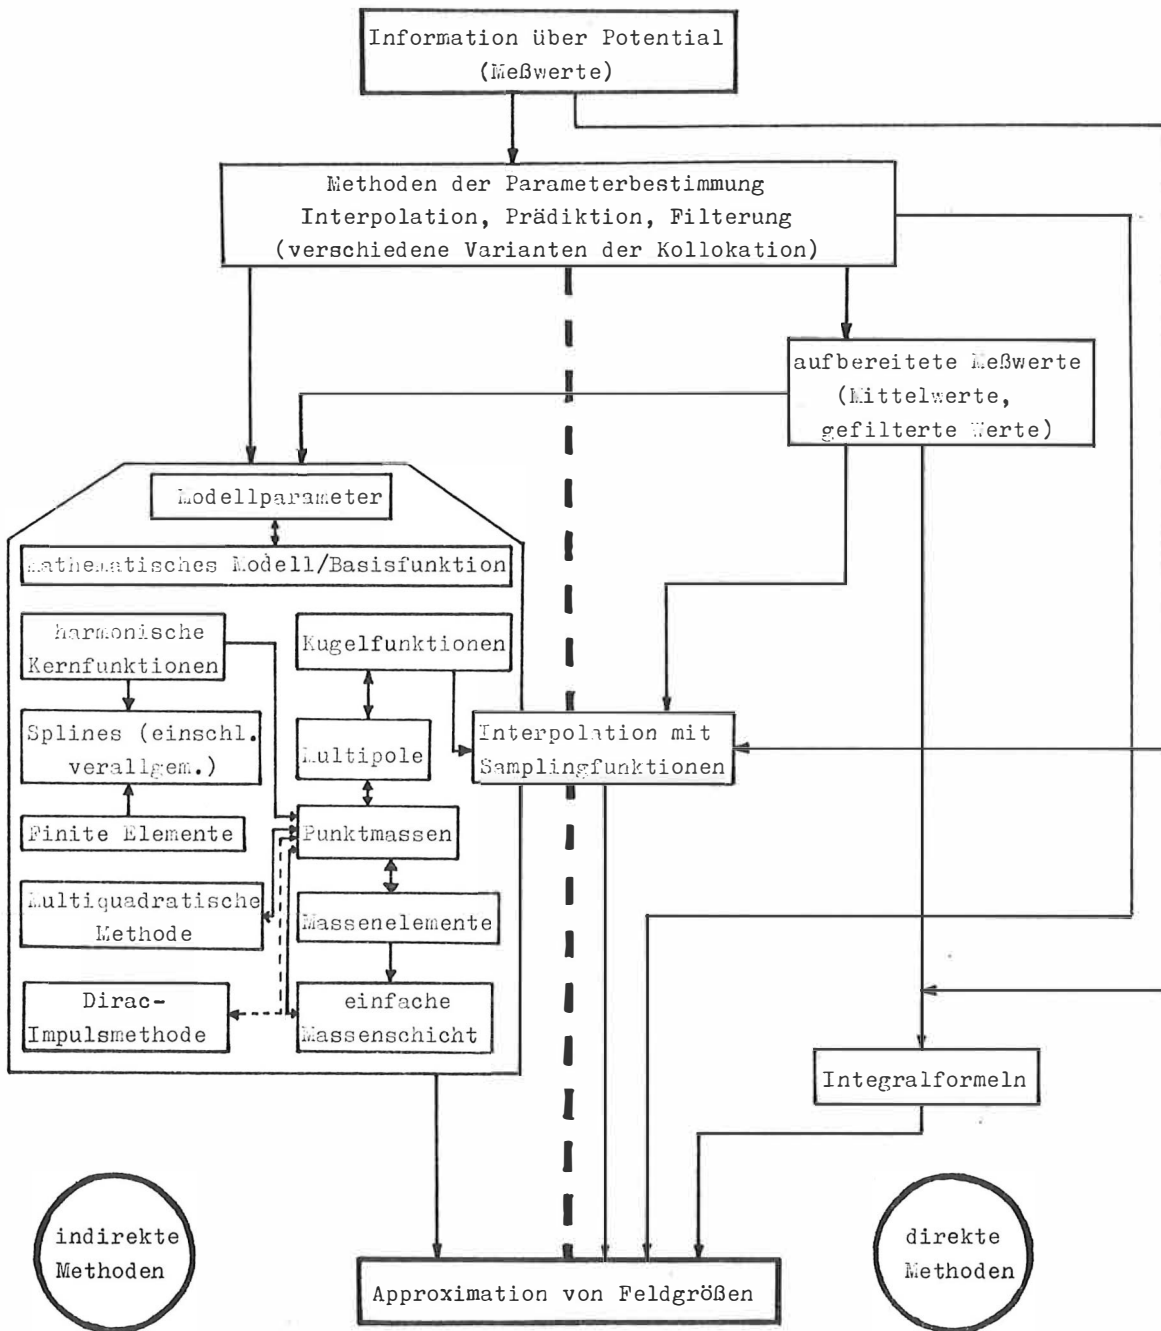 Information über Potential
(Meßwerte)
Methoden der Parameterbestimmung
Interpolation, Prädiktion, Filterung
(verschiedene Varianten der Kollokation)
aufbereitete Meßwerte
(Mittelwerte,
gefilterte Werte)
Modellparameter
Mathematisches Modell/Basisfunktion
harmonische
Kernfunktionen
Kugelfunktionen
Splines (einschl.
verallgem.)
Multipole
Interpolation mit
Samplingfunktionen
Finite Elemente
Punktmassen
Multiquadratische
Methode
Massenelemente
Dirac-
Impulsmethode
einfache
Massenschicht
Integralformeln
indirekte
Methoden
direkte
Methoden
Approximation von Feldgrößen